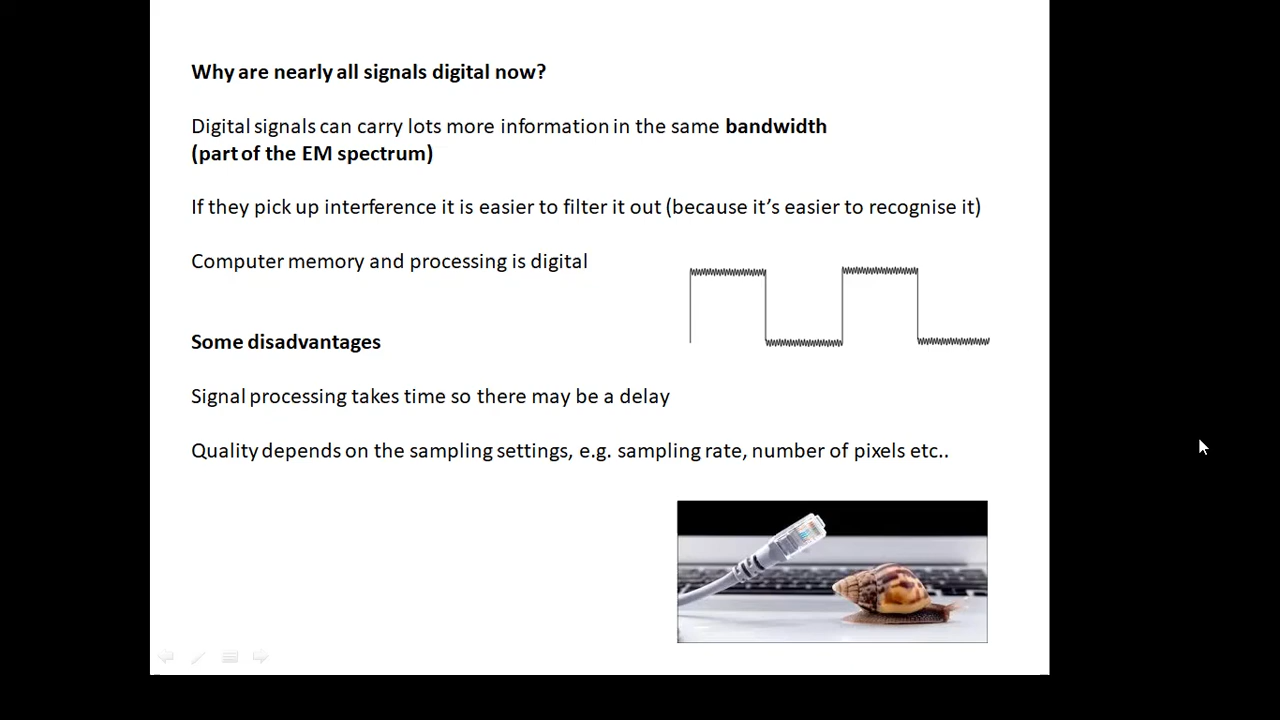 Why are nearly all signals digital now?
Digital signals can carry lots more information in the same bandwidth
(part of the EM spectrum)
If they pick up interference it is easier to filter it out (because it's easier to recognise it)
Computer memory and processing is digital
Some disadvantages
Signal processing takes time so there may be a delay
Quality depends on the sampling settings, e.g. sampling rate, number of pixels etc..